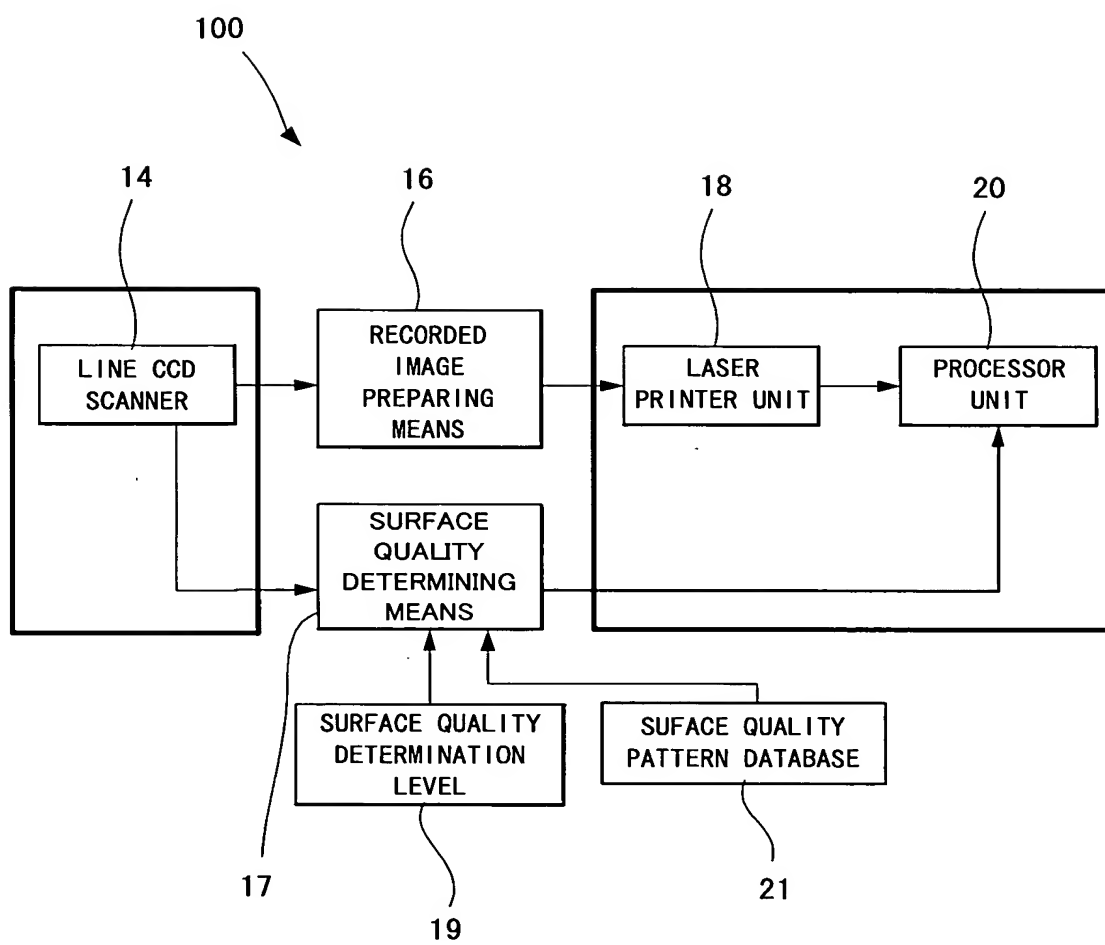 100
14
16
18
20
LINE CCD
SCANNER
RECORDED
IMAGE
PREPARING
MEANS
LASER
PRINTER UNIT
PROCESSOR
UNIT
SURFACE
QUALITY
DETERMINING
MEANS
SURFACE QUALITY
DETERMINATION
LEVEL
SUFACE QUALITY
PATTERN DATABASE
17
19
21